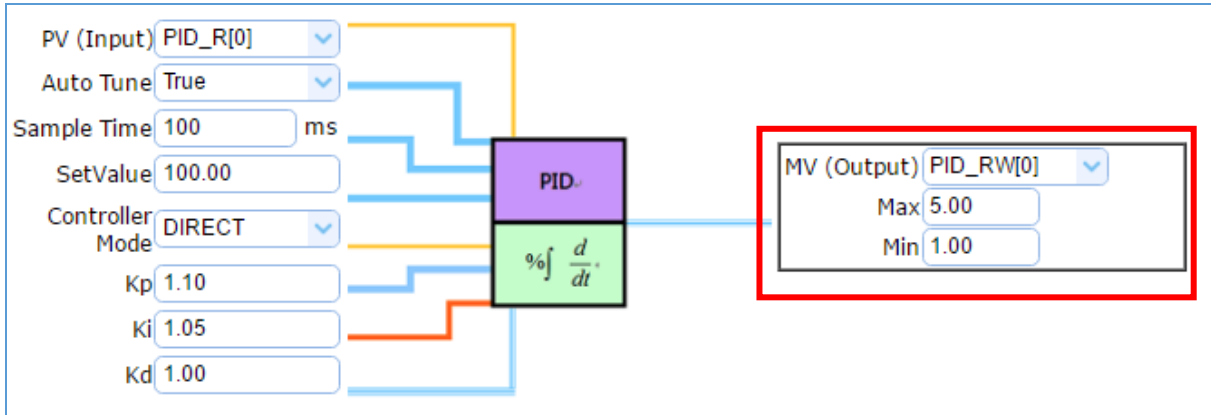 PV (Input) PID_R[0]
Auto Tune True
Sample Time 100 ms
SetValue 100.00
Controller
Mode DIRECT
Kp 1.10
Ki 1.05
Kd 1.00
PID
%∫ d/dt
MV (Output) PID_RW[0]
Max 5.00
Min 1.00